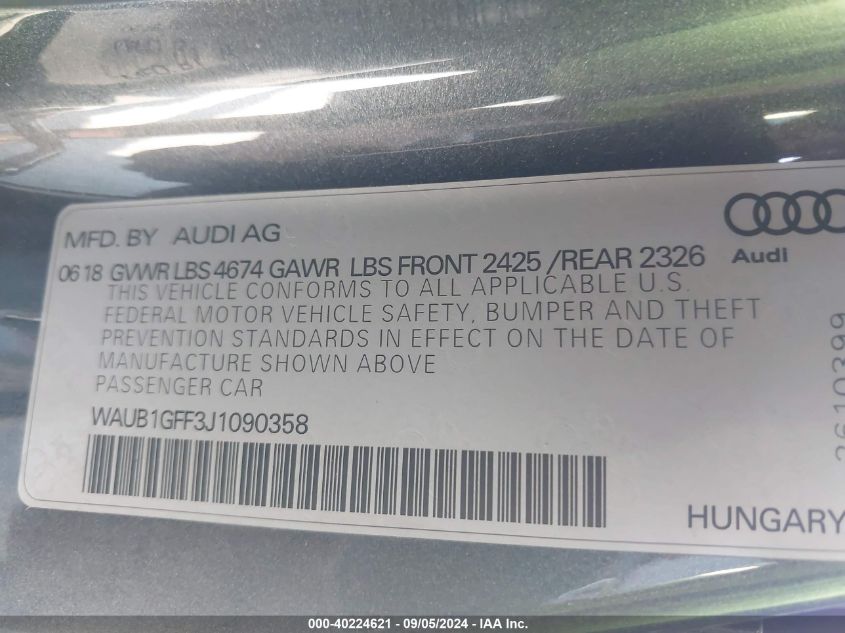 MFD. BY AUDI AG
Audi
06 18 GVWR LBS 4674 GAWR LBS FRONT 2425 /REAR 2326
THIS VEHICLE CONFORMS TO ALL APPLICABLE U.S.
FEDERAL MOTOR VEHICLE SAFETY, BUMPER AND THEFT
PREVENTION STANDARDS IN EFFECT ON THE DATE OF
MANUFACTURE SHOWN ABOVE
PASSENGER CAR
WAUB1GFF3J1090358
HUNGARY
3610399
000-40224621 - 09/05/2024 - IAA Inc.